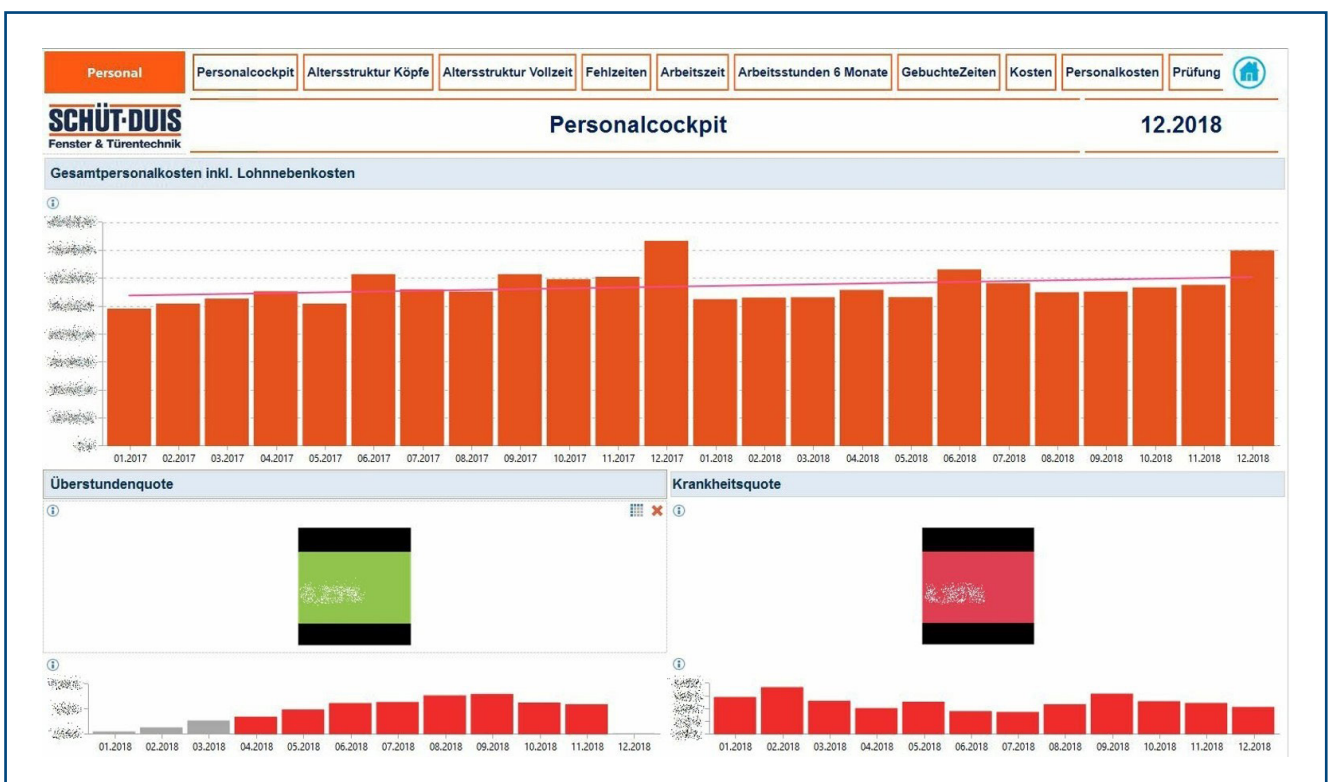 Personal Personalcockpit Altersstruktur Köpfe Altersstruktur Vollzeit Fehlzeiten Arbeitszeit Arbeitsstunden 6 Monate GebuchteZeiten Kosten Personalkosten Prüfung
SCHÜT·DUIS
Fenster & Türentechnik
Personalcockpit
12.2018
Gesamtpersonalkosten inkl. Lohnnebenkosten
01.2017 02.2017 03.2017 04.2017 05.2017 06.2017 07.2017 08.2017 09.2017 10.2017 11.2017 12.2017 01.2018 02.2018 03.2018 04.2018 05.2018 06.2018 07.2018 08.2018 09.2018 10.2018 11.2018 12.2018
Überstundenquote
Krankheitsquote
01.2018 02.2018 03.2018 04.2018 05.2018 06.2018 07.2018 08.2018 09.2018 10.2018 11.2018 12.2018
01.2018 02.2018 03.2018 04.2018 05.2018 06.2018 07.2018 08.2018 09.2018 10.2018 11.2018 12.2018